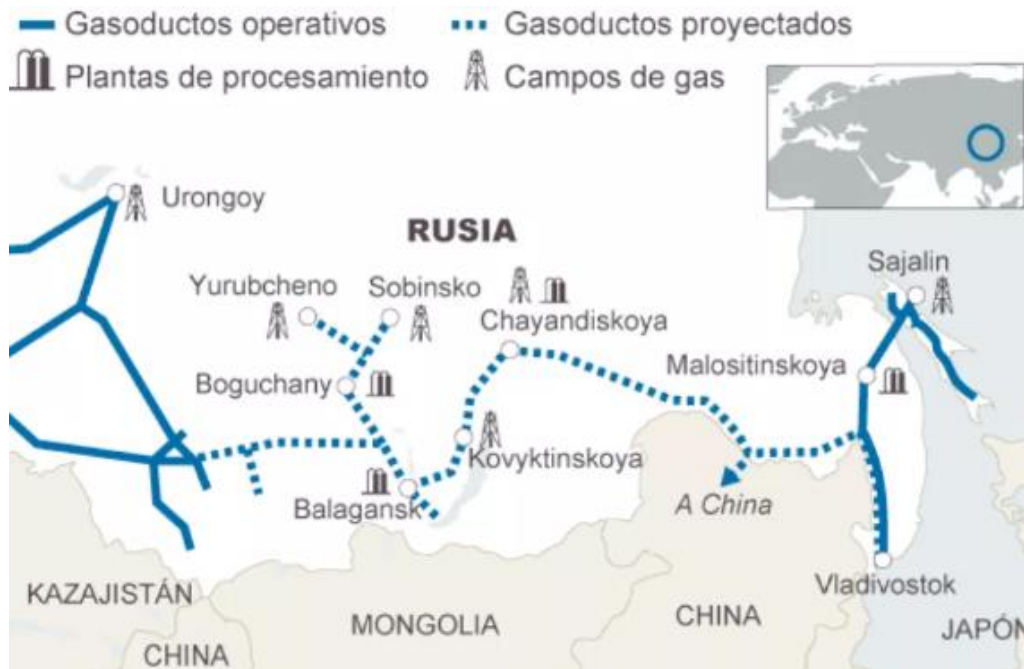 Gasoductos operativos
Gasoductos proyectados
Plantas de procesamiento
Campos de gas
Urongoy
RUSIA
Sajalin
Yurubcheno
Sobinsko
Chayandiskoya
Malositinskoya
Boguchany
Kovyktinskoya
Balagansk
A China
Vladivostok
KAZAJISTÁN
MONGOLIA
CHINA
JAPÓN
CHINA